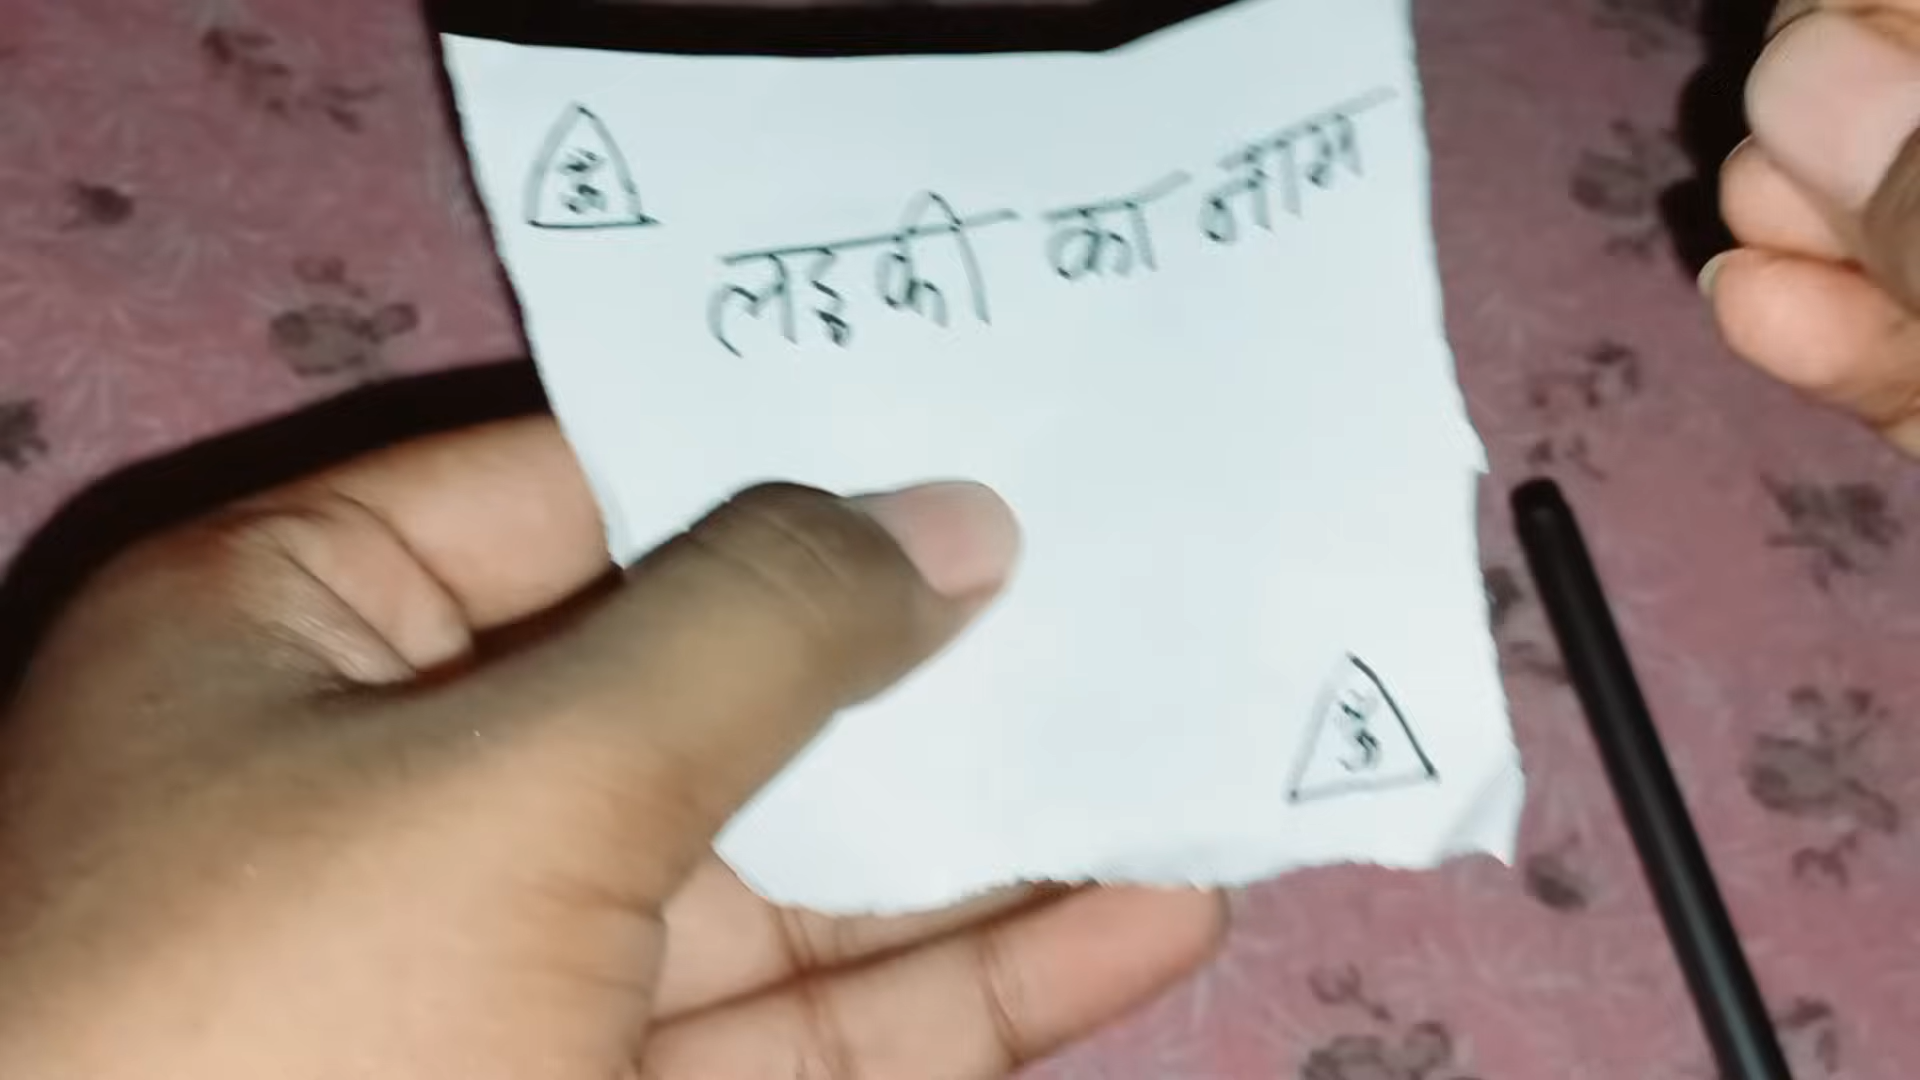 ॐ
लड़की का नाम
ॐ